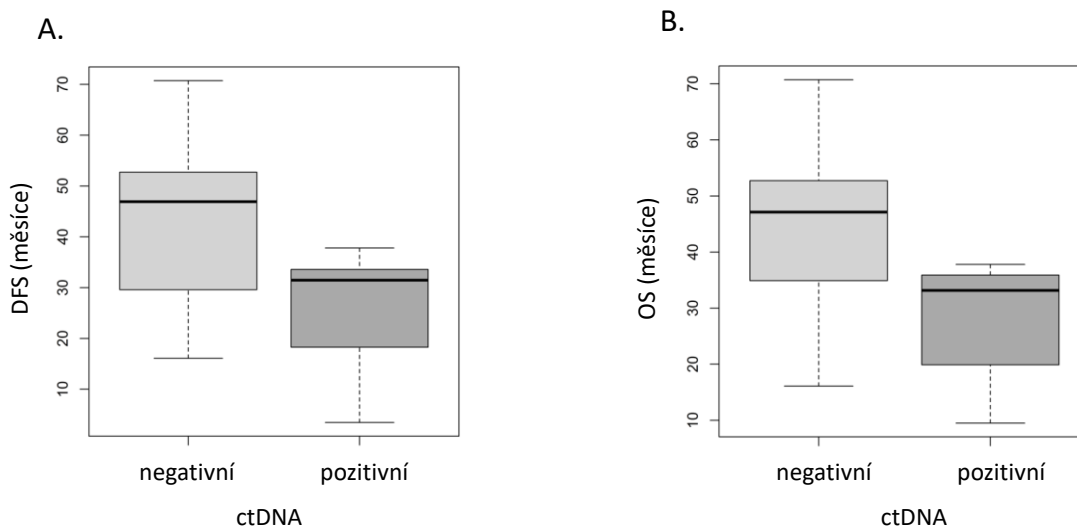 A.
DFS (měsíce)
70
60
50
40
30
20
10
negativní pozitivní
ctDNA
B.
OS (měsíce)
70
60
50
40
30
20
10
negativní pozitivní
ctDNA